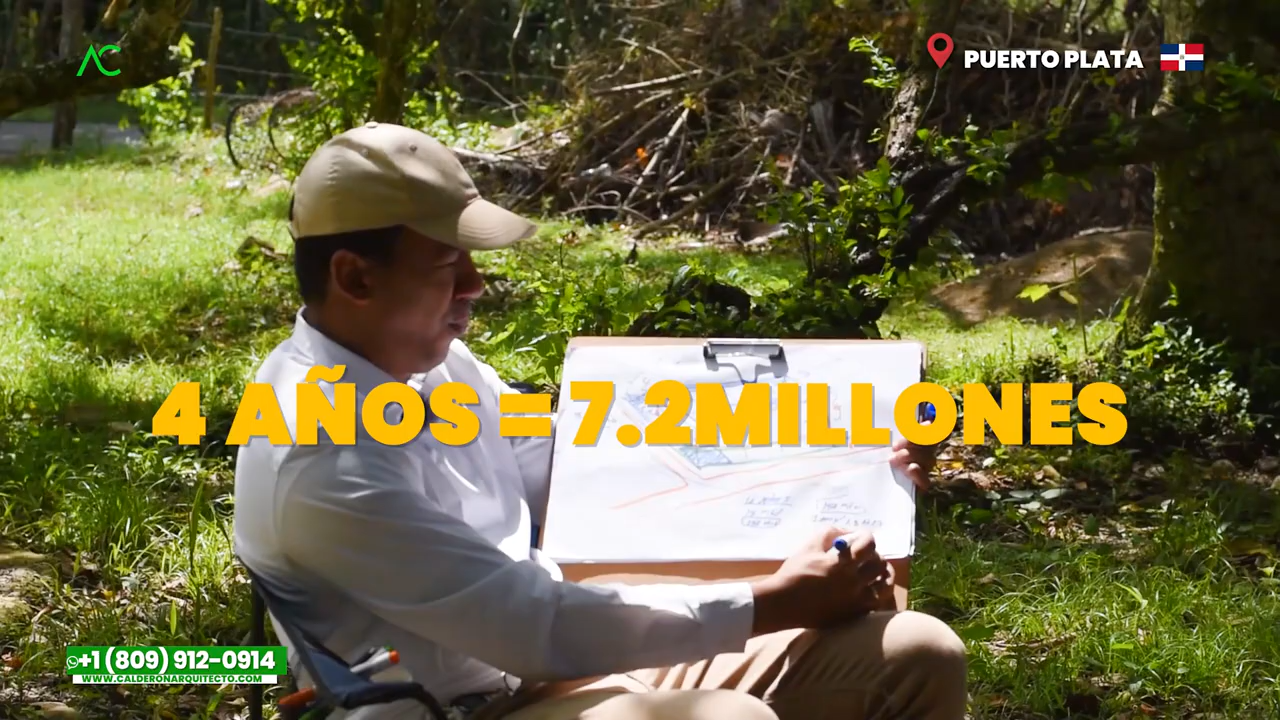 AC
PUERTO PLATA
4 AÑOS = 7.2MILLONES
+1 (809) 912-0914
WWW.CALDERONARQUITECTO.COM